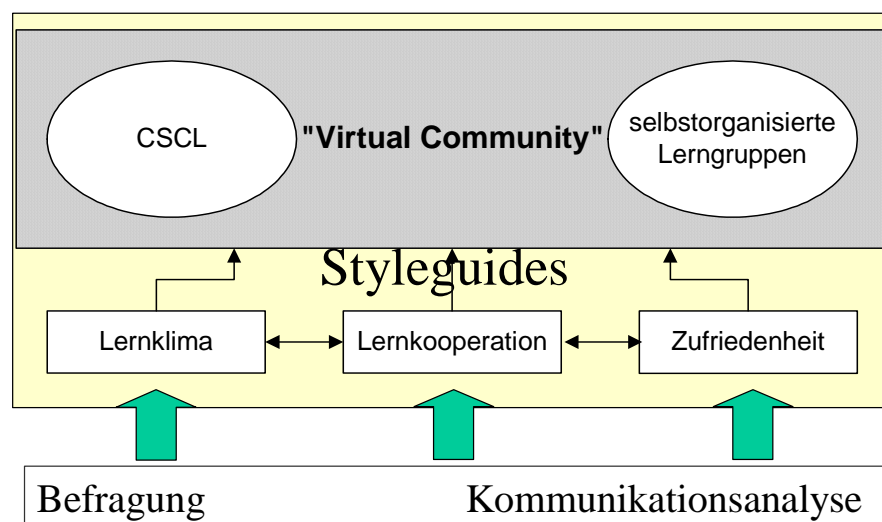 CSCL
"Virtual Community"
selbstorganisierte
Lerngruppen
Styleguides
Lernklima
Lernkooperation
Zufriedenheit
Befragung
Kommunikationsanalyse